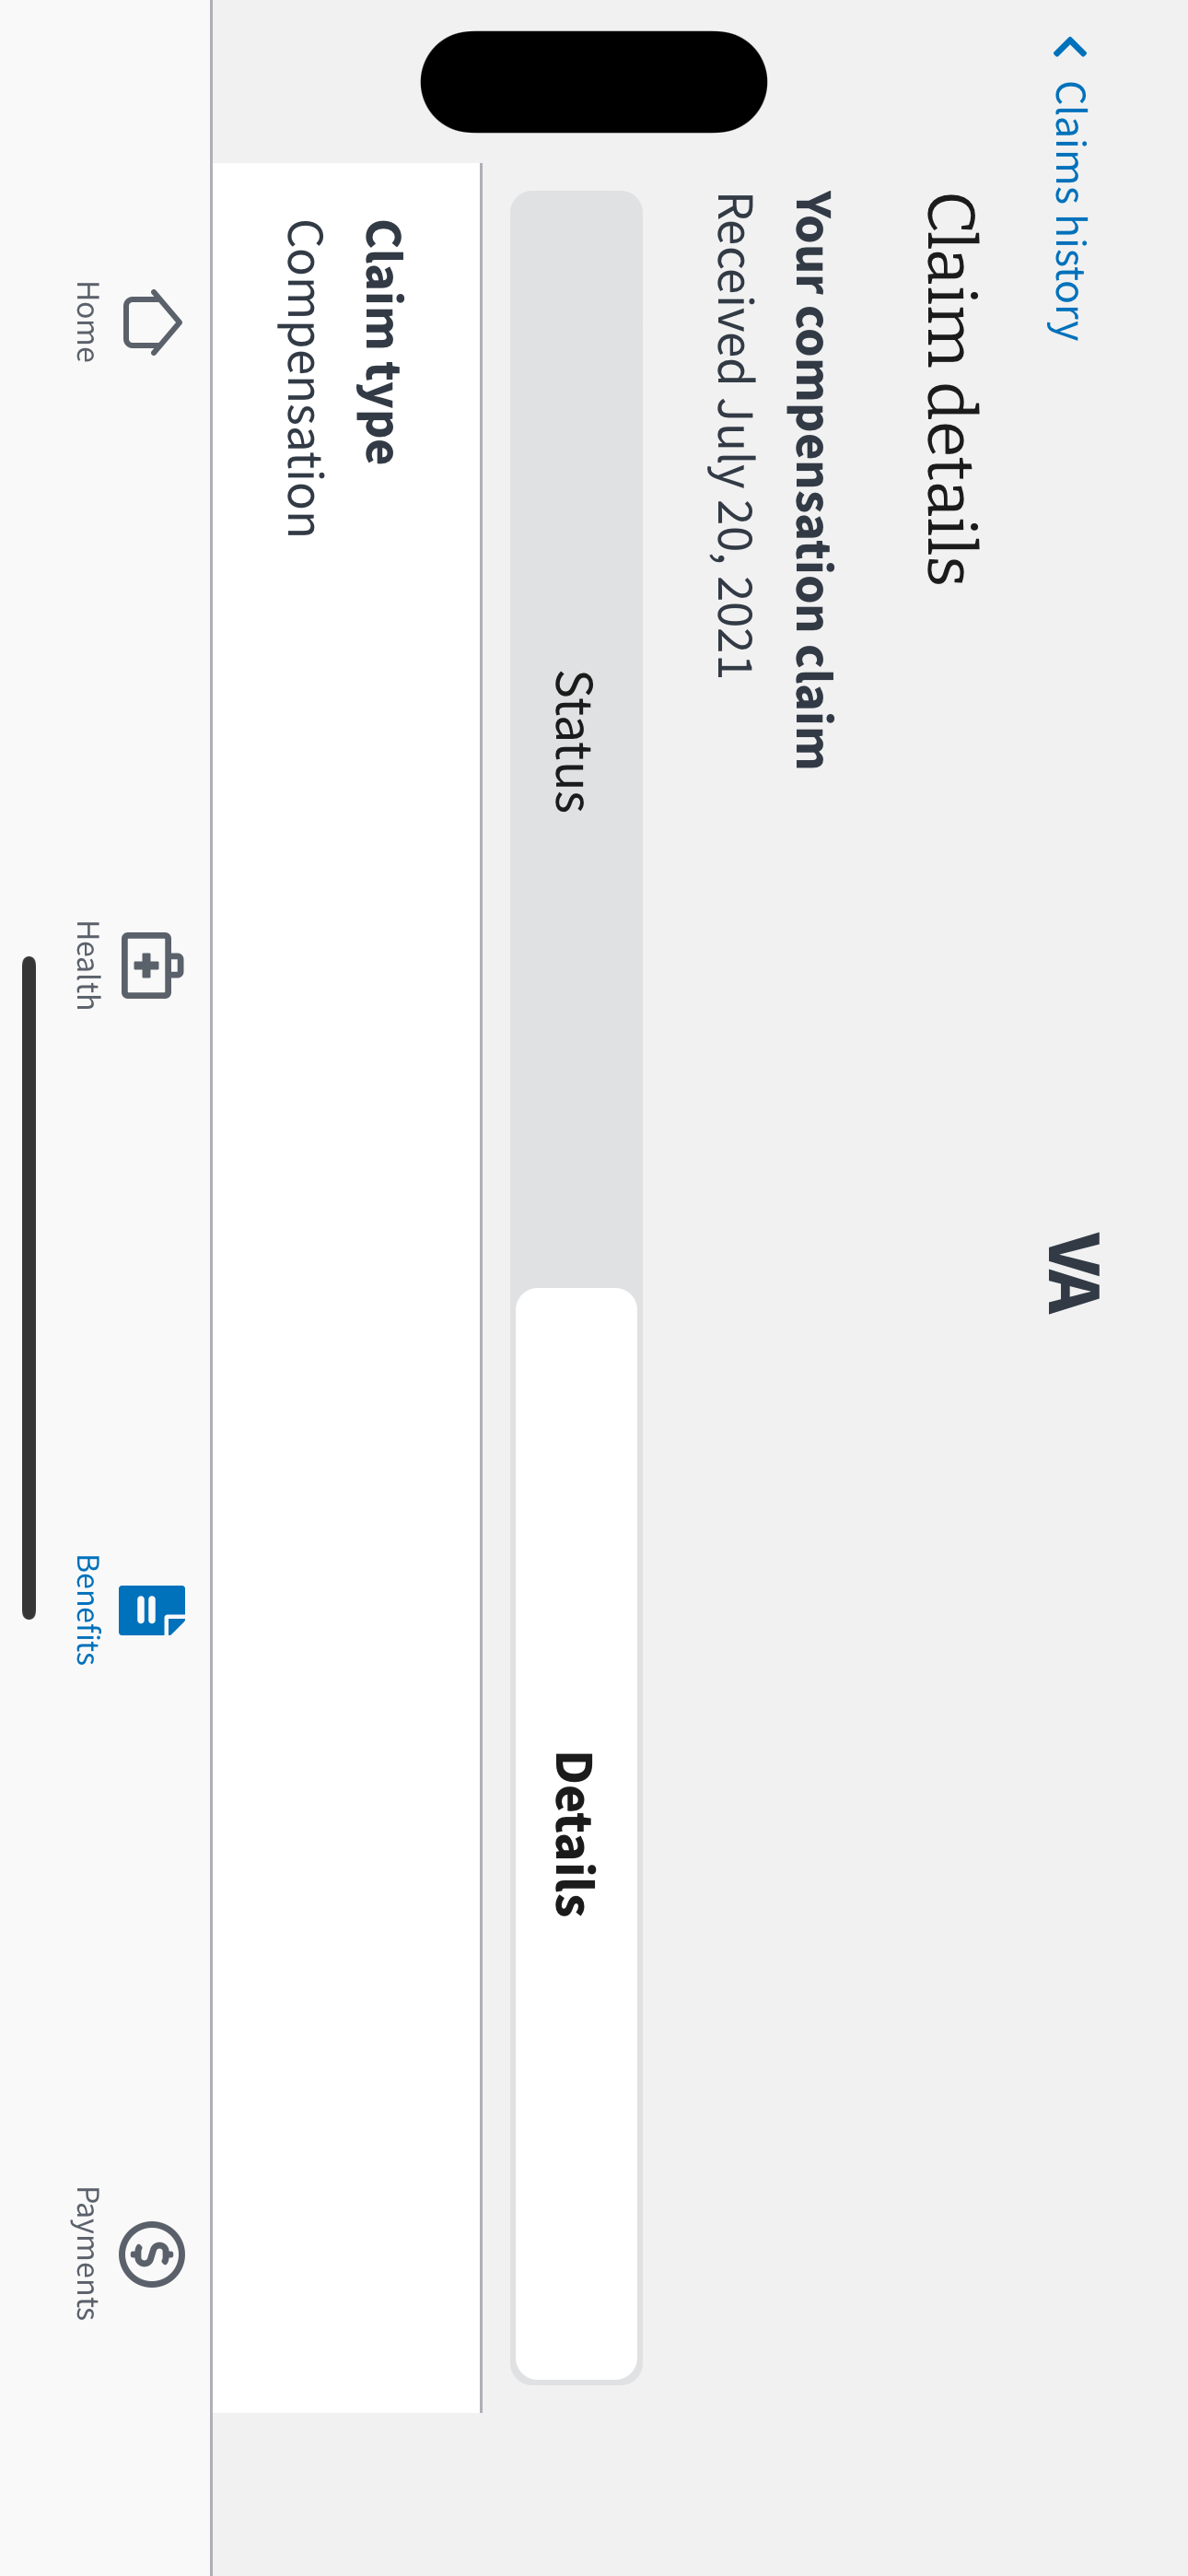 Claims history
VA
Claim details
Your compensation claim
Received July 20, 2021
Status
Details
Claim type
Compensation
Home
Health
Benefits
Payments